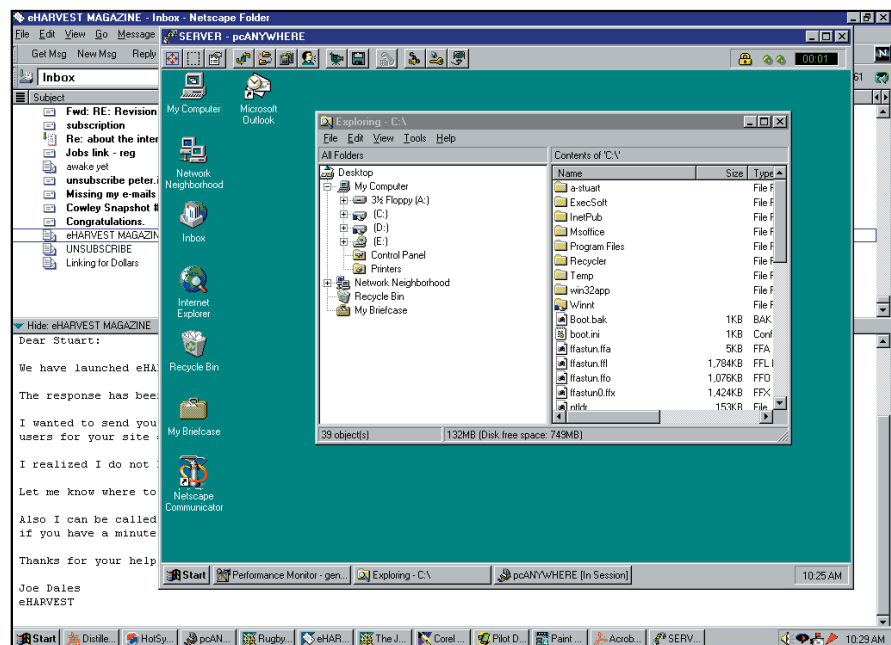 eHARVEST MAGAZINE - Inbox - Netscape Folder
File Edit View Go Message
Get Msg New Msg Reply
Inbox
61
Subject
Fwd: RE: Revision
subscription
Re: about the inter
Jobs link - reg
awake yet
unsubscribe peter.i
Missing my e-mails
Cowley Snapshot #
Congratulations.
eHARVEST MAGAZIN
UNSUBSCRIBE
Linking for Dollars
Hide: eHARVEST MAGAZINE
Dear Stuart:
We have launched eHA
The response has bee
I wanted to send you
users for your site
I realized I do not
Let me know where to
Also I can be called
if you have a minute
Thanks for your help
Joe Dales
eHARVEST
SERVER - pcANYWHERE
00:01
My Computer
Microsoft Outlook
Network Neighborhood
Inbox
Internet Explorer
Recycle Bin
My Briefcase
Netscape Communicator
Exploring - C:\
File Edit View Tools Help
All Folders
Contents of 'C:\'
Desktop
My Computer
3½ Floppy (A:)
(C:)
(D:)
(E:)
Control Panel
Printers
Network Neighborhood
Recycle Bin
My Briefcase
Name Size Type
a-stuart File F
ExecSoft File F
InetPub File F
Msoffice File F
Program Files File F
Recycler File F
Temp File F
win32app File F
Winnt File F
Boot.bak 1KB BAK
boot.ini 1KB Conf
ffastun.ffa 5KB FFA
ffastun.ffl 1,784KB FFL
ffastun.ffo 1,076KB FFO
ffastun0.ffx 1,424KB FFX
ntldr 153KB File
39 object(s) 132MB (Disk free space: 749MB)
Start Performance Monitor - gen... Exploring - C:\ pcANYWHERE [In Session] 10:25 AM
Start Distille... HotSy... pcAN... Rugby... eHAR... The J... Corel ... Pilot D... Paint ... Acrob... SERV... 10:29 AM